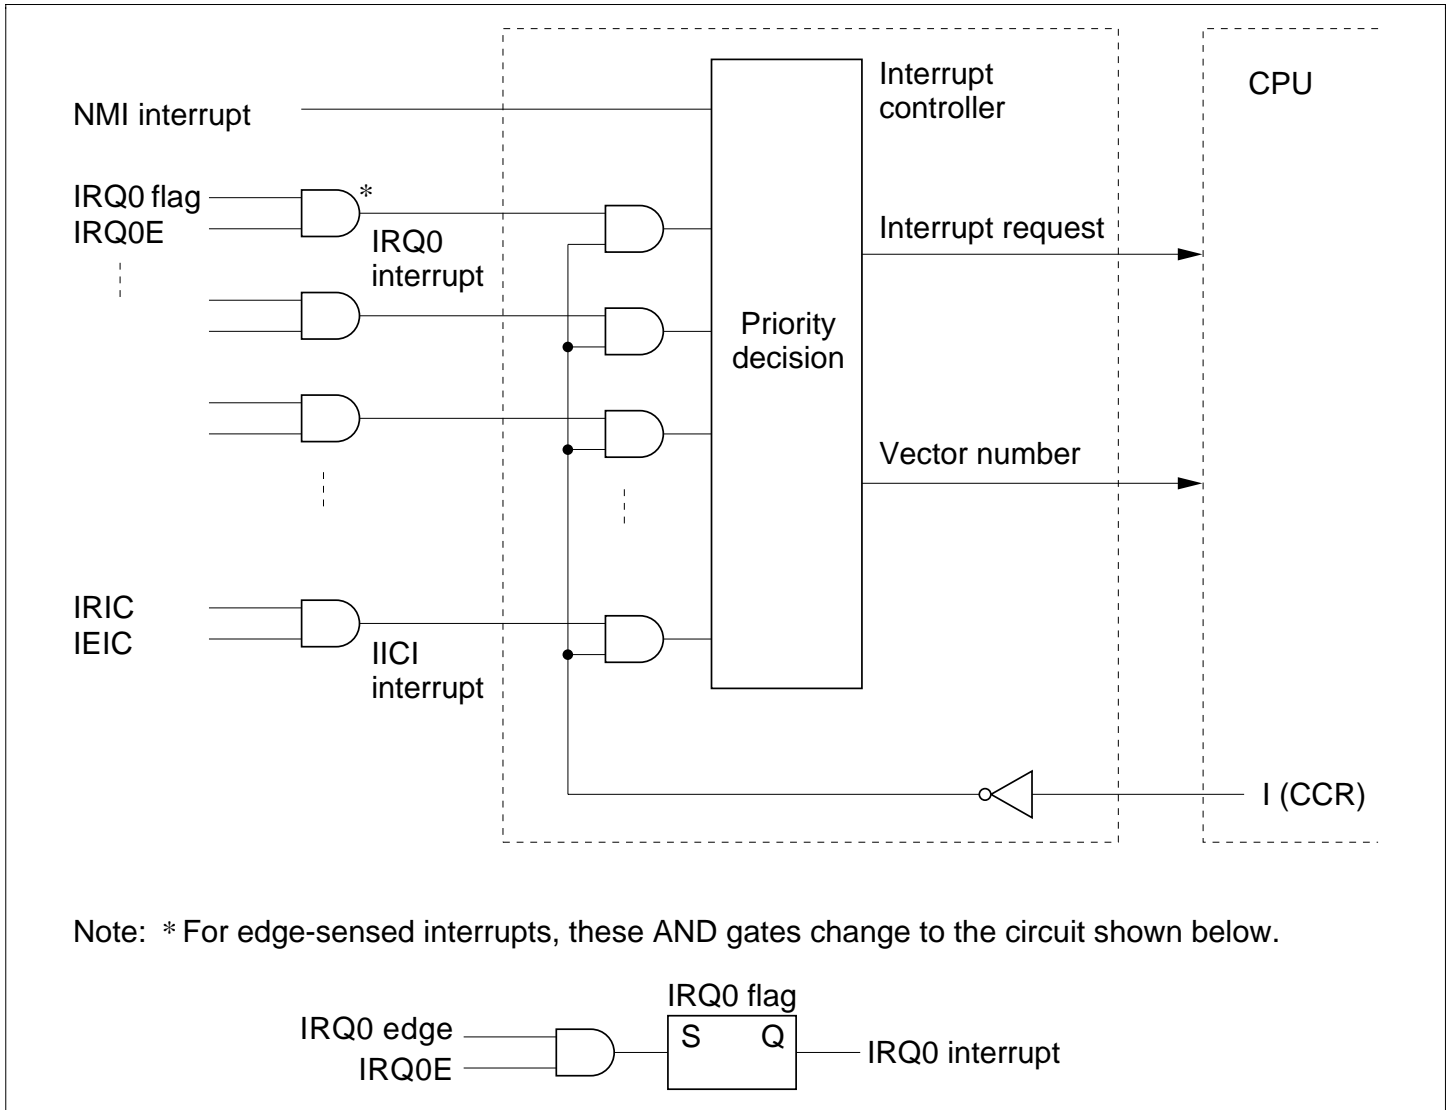 NMI interrupt
IRQ0 flag
IRQ0E
*
IRQ0
interrupt
IRIC
IEIC
IICI
interrupt
Priority
decision
Interrupt
controller
Interrupt request
Vector number
CPU
I (CCR)
Note: * For edge-sensed interrupts, these AND gates change to the circuit shown below.
IRQ0 edge
IRQ0E
IRQ0 flag
S Q
IRQ0 interrupt